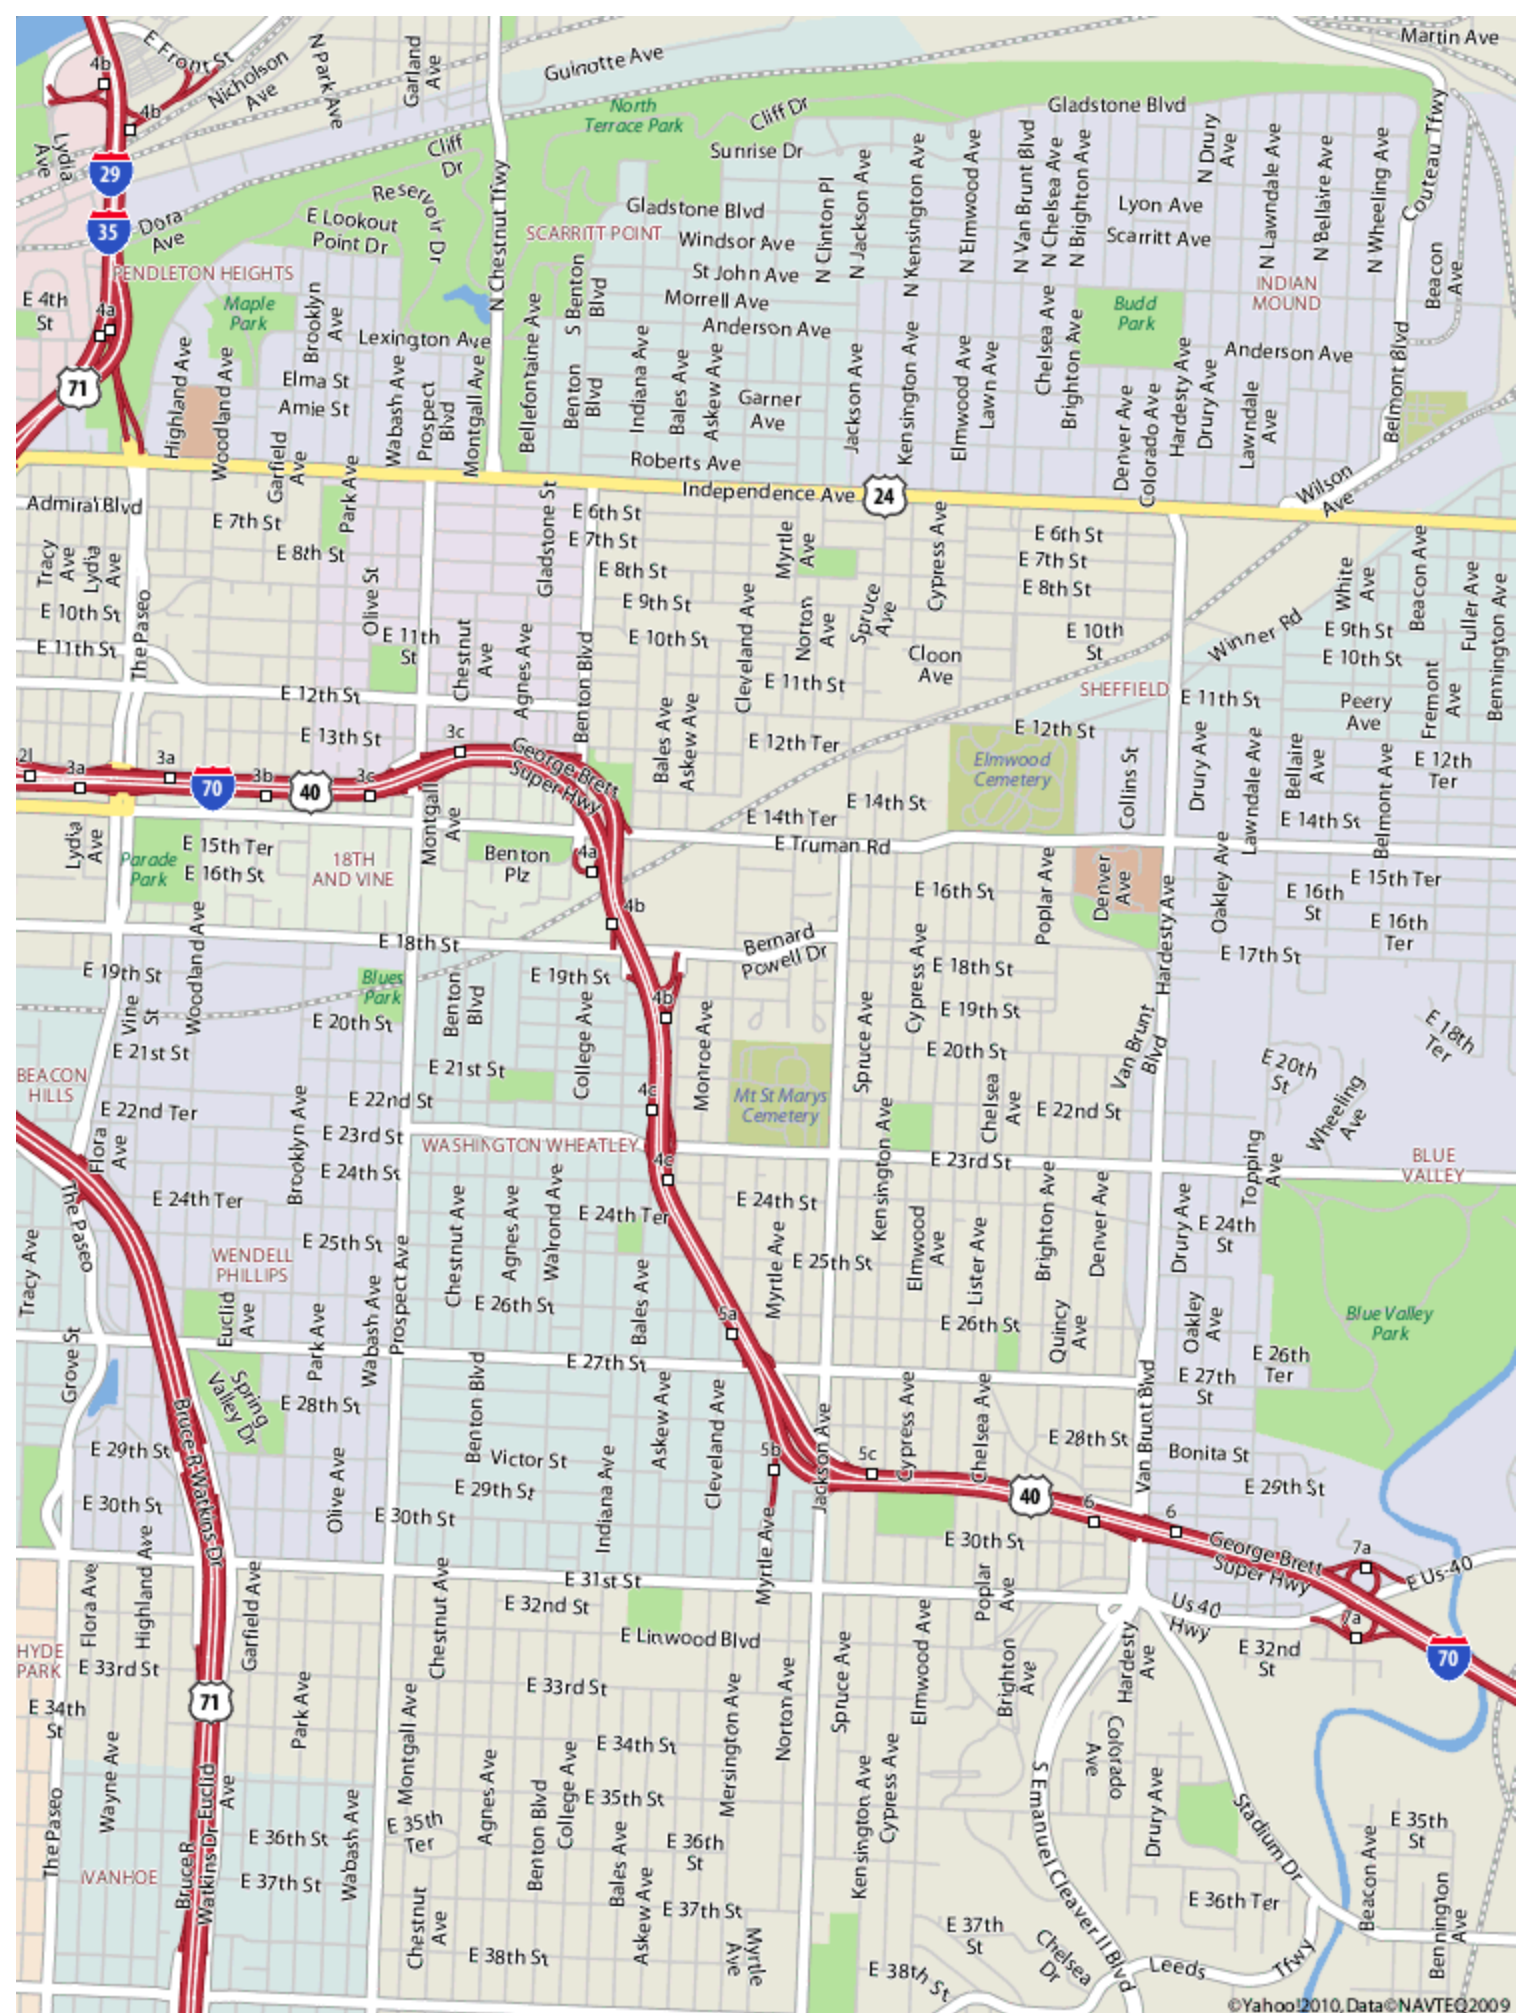 Martin Ave
E Front St
4b
Nicholson
Ave
N Park Ave
Garland
Ave
Guinotte Ave
4b
North
Terrace Park
Cliff Dr
Gladstone Blvd
Couteau Tfwy
Lydia
Ave
29
Cliff
Dr
Sunrise Dr
N Chestnut Tfwy
N Clinton Pl
N Jackson Ave
N Kensington Ave
N Elmwood Ave
N Van Brunt Blvd
N Chelsea Ave
N Brighton Ave
N Drury
Ave
N Lawndale Ave
N Bellaire Ave
N Wheeling Ave
Reservoir Dr
35
Dora
Ave
E Lookout
Point Dr
Gladstone Blvd
Lyon Ave
SCARRITT POINT
Windsor Ave
Scarritt Ave
PENDLETON HEIGHTS
St John Ave
S Benton
Blvd
Beacon
Ave
INDIAN
MOUND
E 4th
St
4a
Maple
Park
Brooklyn
Ave
Morrell Ave
Budd
Park
Lexington Ave
Bellefontaine Ave
Anderson Ave
Chelsea Ave
Brighton Ave
Anderson Ave
Belmont Blvd
71
Highland Ave
Woodland Ave
Elma St
Amie St
Wabash Ave
Prospect
Blvd
Montgall Ave
Benton
Blvd
Indiana Ave
Bales Ave
Askew Ave
Garner
Ave
Jackson Ave
Kensington Ave
Elmwood Ave
Lawn Ave
Denver Ave
Colorado Ave
Hardesty Ave
Drury Ave
Lawndale
Ave
Garfield
Ave
Park Ave
Roberts Ave
Independence Ave
24
Wilson
Ave
Admiral Blvd
E 7th St
E 8th St
Gladstone St
E 6th St
E 7th St
E 8th St
E 9th St
E 10th St
Myrtle
Ave
Cypress Ave
E 6th St
E 7th St
E 8th St
White
Ave
Beacon Ave
Fuller Ave
Bennington Ave
Tracy
Ave
Lydia
Ave
E 10th St
The Paseo
E 11th St
Olive St
E 11th
St
Chestnut
Ave
Agnes Ave
Benton Blvd
Cleveland Ave
Norton
Ave
Spruce
Ave
Cloon
Ave
E 10th
St
Winner Rd
E 9th St
E 10th St
E 12th St
E 11th St
SHEFFIELD
E 11th St
Peery
Ave
Fremont
Ave
E 13th St
3c
Bales Ave
Askew Ave
E 12th Ter
E 12th St
Elmwood
Cemetery
Collins St
Drury Ave
Lawndale Ave
Bellaire
Ave
Belmont Ave
E 12th
Ter
3a
3a
70
3b
40
3c
George Brett
Super Hwy
E 14th St
E 14th Ter
E Truman Rd
E 14th St
Lydia
Ave
Parade
Park
E 15th Ter
E 16th St
18TH
AND VINE
Montgall
Ave
Benton
Plz
4a
4b
E 16th St
Poplar Ave
Denver
Ave
Oakley Ave
E 15th Ter
E 16th
St
E 16th
Ter
E 18th St
Bernard
Powell Dr
E 19th St
Woodland Ave
Blues
Park
E 19th St
Cypress Ave
E 18th St
Hardesty Ave
E 17th St
4b
Vine
St
E 20th St
Benton
Blvd
College Ave
Monroe Ave
Spruce Ave
E 19th St
Van Brunt
Blvd
E 18th
Ter
E 21st St
E 21st St
E 20th St
E 20th
St
BEACON
HILLS
E 22nd Ter
Brooklyn Ave
E 22nd St
4c
Mt St Marys
Cemetery
Kensington Ave
Chelsea
Ave
E 22nd St
Wheeling
Ave
Flora
Ave
E 23rd St
WASHINGTON WHEATLEY
4c
E 23rd St
Topping
Ave
BLUE
VALLEY
E 24th St
E 24th Ter
The Paseo
Chestnut Ave
Agnes Ave
Walrond Ave
E 24th Ter
E 24th St
Elmwood
Ave
Lister Ave
Brighton Ave
Denver Ave
Drury Ave
E 24th
St
Tracy Ave
WENDELL
PHILLIPS
E 25th St
Prospect Ave
Myrtle Ave
E 25th St
E 26th St
Bales Ave
5a
E 26th St
Quincy
Ave
Oakley
Ave
Blue Valley
Park
Grove St
Euclid
Ave
Park Ave
Wabash Ave
E 27th St
E 26th
Ter
E 27th
St
Spring
Valley Dr
E 28th St
Benton Blvd
Askew Ave
Cleveland Ave
Jackson Ave
Cypress Ave
Chelsea Ave
E 28th St
Van Brunt Blvd
Bruce R Watkins Dr
E 29th St
Victor St
E 29th St
Indiana Ave
5b
5c
Bonita St
E 29th St
E 30th St
Olive Ave
E 30th St
Myrtle Ave
40
6
6
E 30th St
George Brett
Super Hwy
7a
E Us-40
Flora Ave
Highland Ave
Garfield Ave
Chestnut Ave
E 31st St
E 32nd St
E Linwood Blvd
Poplar
Ave
Us 40
Hwy
7a
E 32nd
St
70
HYDE
PARK
E 33rd St
E 33rd St
Spruce Ave
Elmwood Ave
Brighton
Ave
Hardesty
Ave
E 34th
St
71
Park Ave
Montgall Ave
E 34th St
Mersington Ave
Norton Ave
Colorado
Ave
Wayne Ave
The Paseo
Euclid
Ave
Bruce R
Watkins Dr
Wabash Ave
E 35th
Ter
Agnes Ave
Benton Blvd
College Ave
E 35th St
Kensington Ave
Cypress Ave
S Emanuel Cleaver II Blvd
Drury Ave
Stadium Dr
E 35th
St
E 36th St
E 36th
St
IVANHOE
E 37th St
Bales Ave
Askew Ave
E 37th St
E 36th Ter
Beacon Ave
Bennington
Ave
Chestnut
Ave
E 38th St
Myrtle
Ave
E 37th
St
E 38th St
Chelsea
Dr
Leeds
Tfwy
©Yahoo!2010, Data©NAVTEQ2009